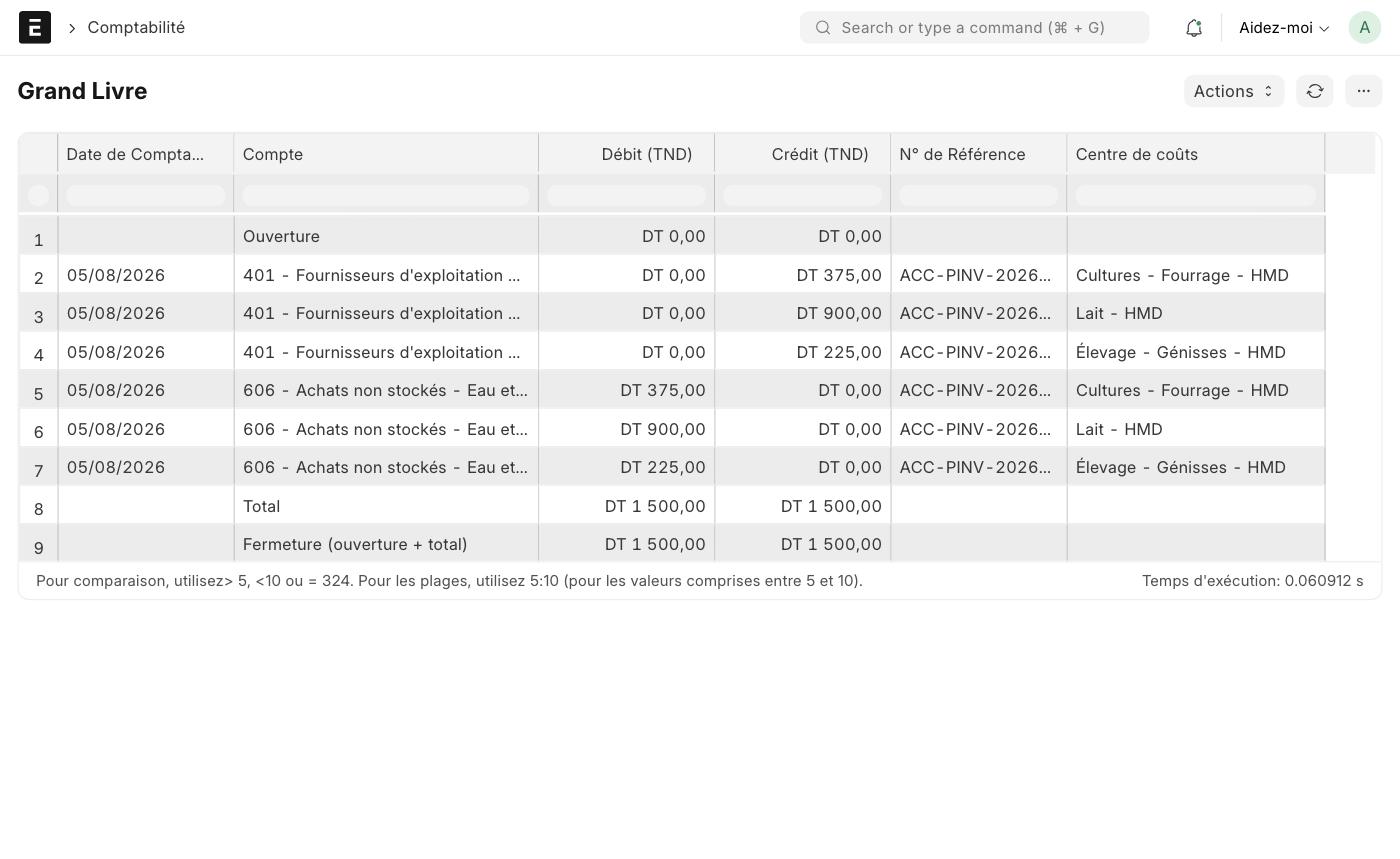 E
Comptabilité
Search or type a command (⌘ + G)
Aidez-moi
A
Grand Livre
Actions
Date de Compta... Compte Débit (TND) Crédit (TND) N° de Référence Centre de coûts
1 Ouverture DT 0,00 DT 0,00
2 05/08/2026 401 - Fournisseurs d'exploitation ... DT 0,00 DT 375,00 ACC-PINV-2026... Cultures - Fourrage - HMD
3 05/08/2026 401 - Fournisseurs d'exploitation ... DT 0,00 DT 900,00 ACC-PINV-2026... Lait - HMD
4 05/08/2026 401 - Fournisseurs d'exploitation ... DT 0,00 DT 225,00 ACC-PINV-2026... Élevage - Génisses - HMD
5 05/08/2026 606 - Achats non stockés - Eau et... DT 375,00 DT 0,00 ACC-PINV-2026... Cultures - Fourrage - HMD
6 05/08/2026 606 - Achats non stockés - Eau et... DT 900,00 DT 0,00 ACC-PINV-2026... Lait - HMD
7 05/08/2026 606 - Achats non stockés - Eau et... DT 225,00 DT 0,00 ACC-PINV-2026... Élevage - Génisses - HMD
8 Total DT 1 500,00 DT 1 500,00
9 Fermeture (ouverture + total) DT 1 500,00 DT 1 500,00
Pour comparaison, utilisez> 5, <10 ou = 324. Pour les plages, utilisez 5:10 (pour les valeurs comprises entre 5 et 10). Temps d'exécution: 0.060912 s